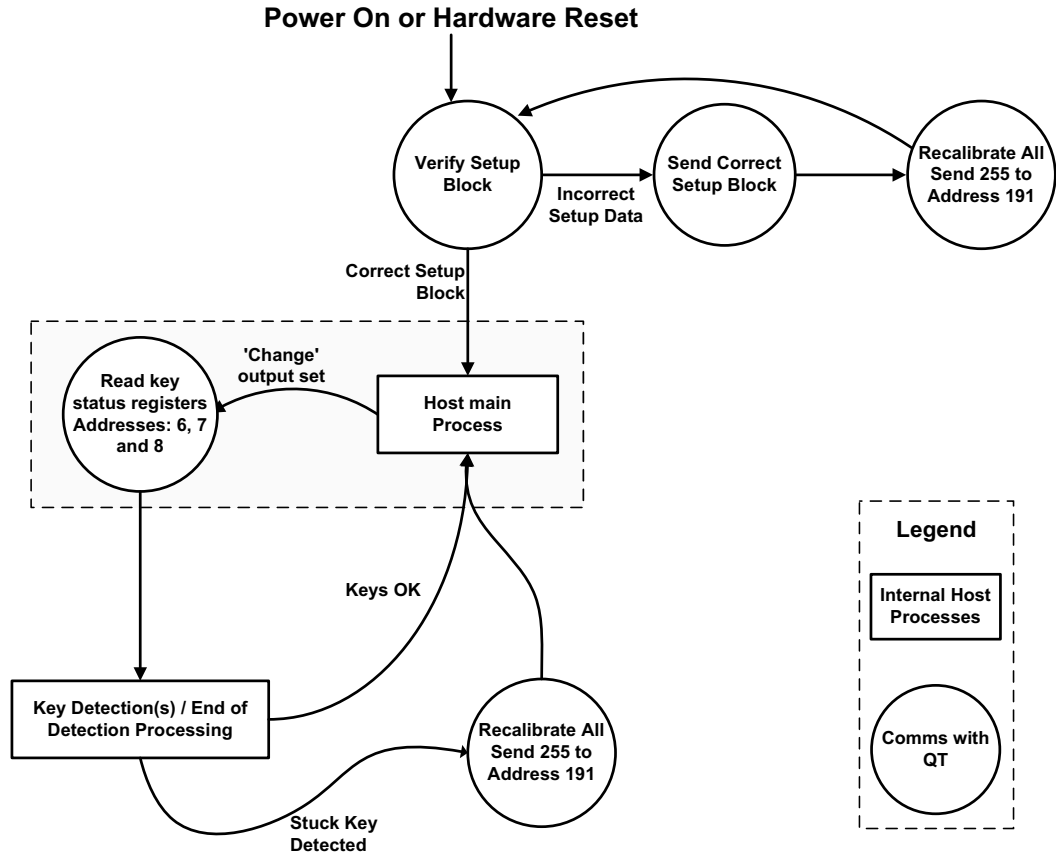 Power On or Hardware Reset
Verify Setup
Block
Incorrect
Setup Data
Send Correct
Setup Block
Recalibrate All
Send 255 to
Address 191
Correct Setup
Block
'Change'
output set
Read key
status registers
Addresses: 6, 7
and 8
Host main
Process
Keys OK
Key Detection(s) / End of
Detection Processing
Recalibrate All
Send 255 to
Address 191
Stuck Key
Detected
Legend
Internal Host
Processes
Comms with
QT